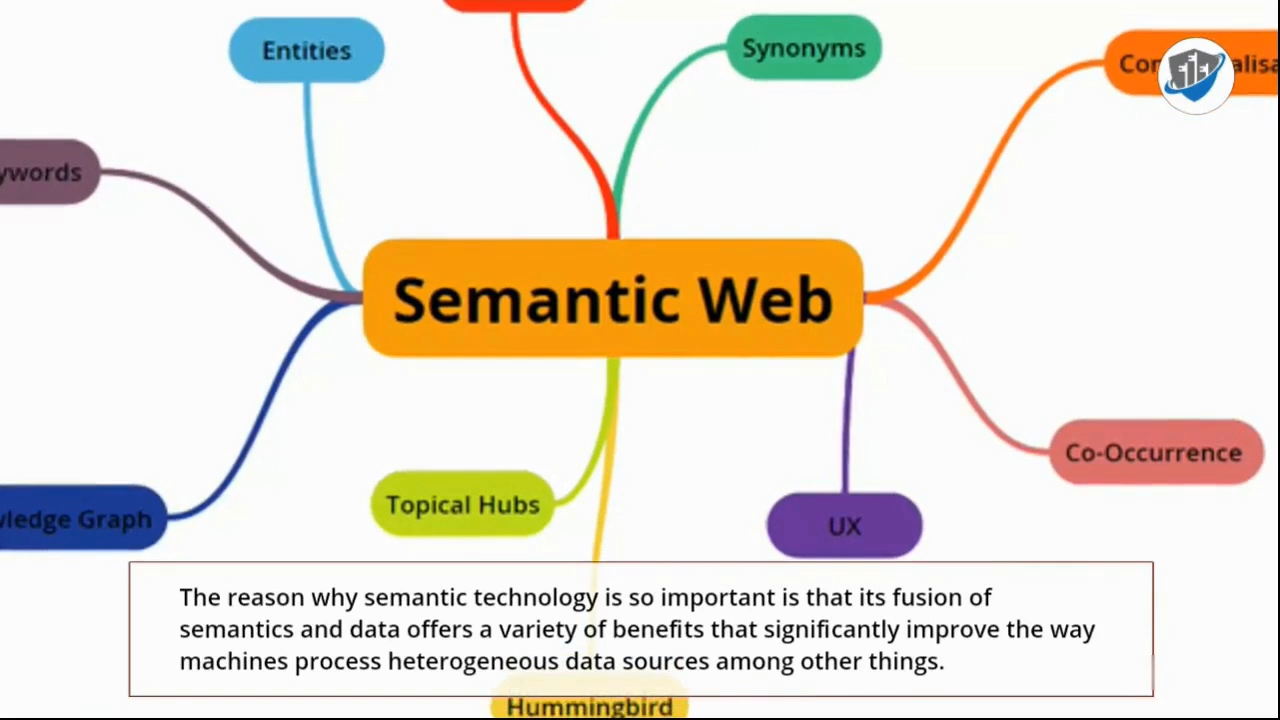 Entities
Synonyms
ywords
Semantic Web
Co-Occurrence
Topical Hubs
wledge Graph
UX
The reason why semantic technology is so important is that its fusion of
semantics and data offers a variety of benefits that significantly improve the way
machines process heterogeneous data sources among other things.
Hummingbird